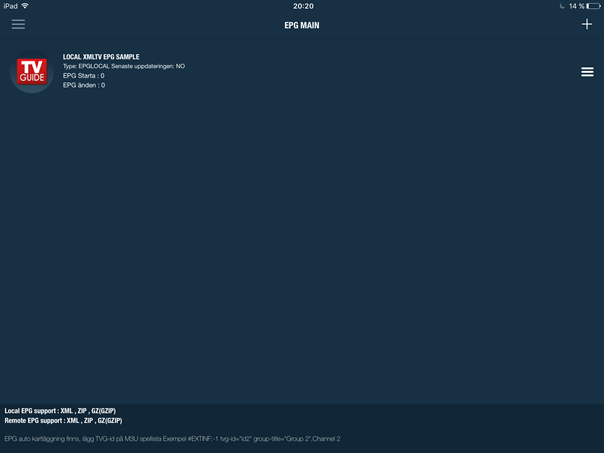 iPad 20:20 14 %
EPG MAIN
TV
GUIDE
LOCAL XMLTV EPG SAMPLE
Type: EPGLOCAL Senaste uppdateringen: NO
EPG Starta : 0
EPG änden : 0
Local EPG support : XML , ZIP , GZ(GZIP)
Remote EPG support : XML , ZIP , GZ(GZIP)
EPG auto kartläggning finns, lägg TVG-id på M3U spellista Exempel #EXTINF:-1 tvg-id="id2" group-title="Group 2",Channel 2